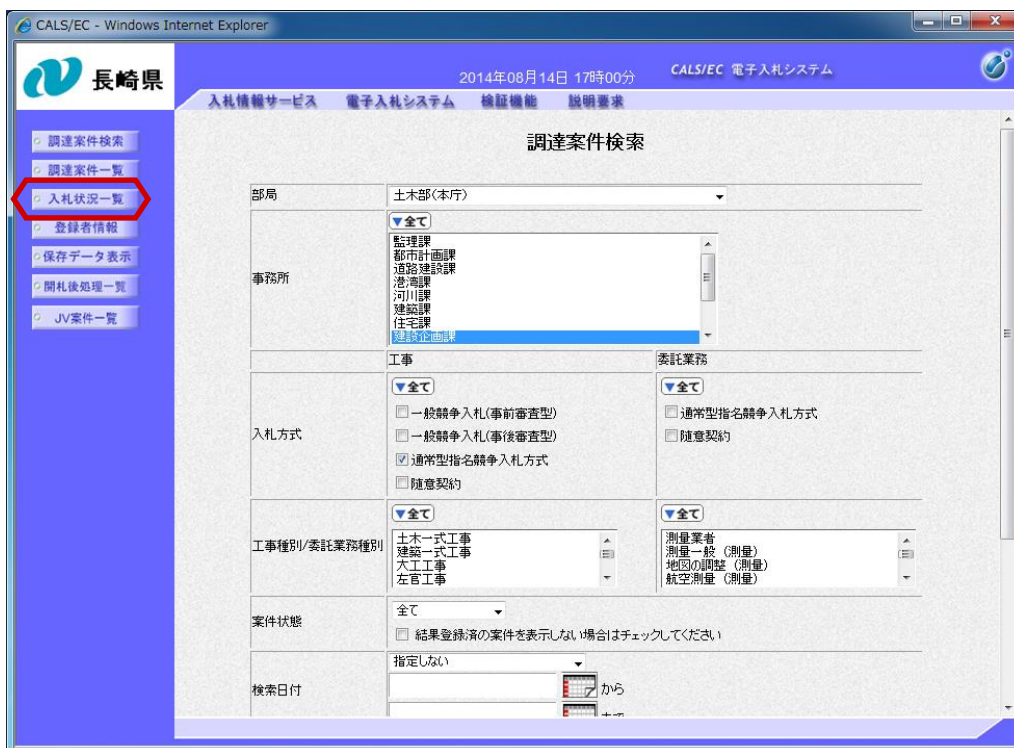 CALS/EC - Windows Internet Explorer
長崎県
2014年08月14日 17時00分
CALS/EC 電子入札システム
入札情報サービス 電子入札システム 検証機能 説明要求
調達案件検索
調達案件一覧
入札状況一覧
登録者情報
保存データ表示
開札後処理一覧
JV案件一覧
調達案件検索
部局 土木部(本庁)
事務所
▼全て
監理課
都市計画課
道路建設課
港湾課
河川課
建築課
住宅課
建設企画課
工事 委託業務
入札方式
▼全て ▼全て
一般競争入札(事前審査型) 通常型指名競争入札方式
一般競争入札(事後審査型) 随意契約
通常型指名競争入札方式
随意契約
工事種別/委託業務種別
▼全て ▼全て
土木一式工事 測量業者
建築一式工事 測量一般（測量）
大工工事 地図の調整（測量）
左官工事 航空測量（測量）
案件状態 全て
結果登録済の案件を表示しない場合はチェックしてください
検索日付 指定しない
から